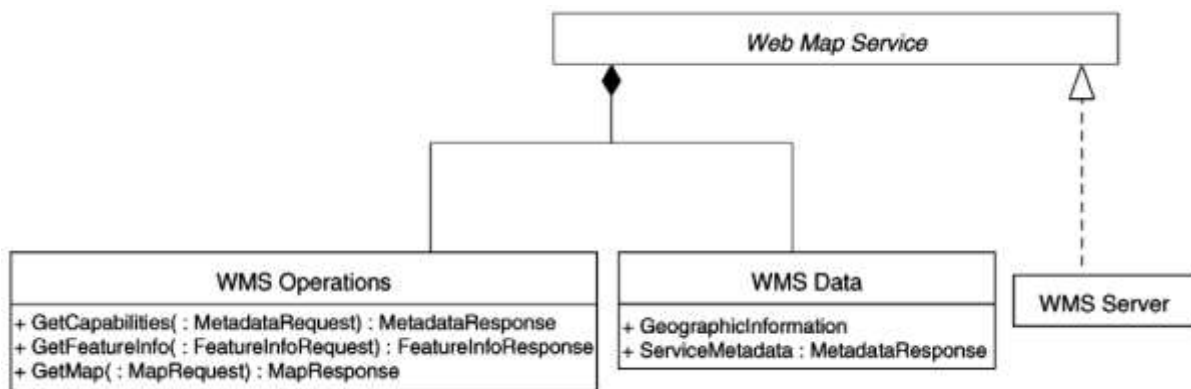 Web Map Service
WMS Operations
+ GetCapabilities( : MetadataRequest) : MetadataResponse
+ GetFeatureInfo( : FeatureInfoRequest) : FeatureInfoResponse
+ GetMap( : MapRequest) : MapResponse
WMS Data
+ GeographicInformation
+ ServiceMetadata : MetadataResponse
WMS Server